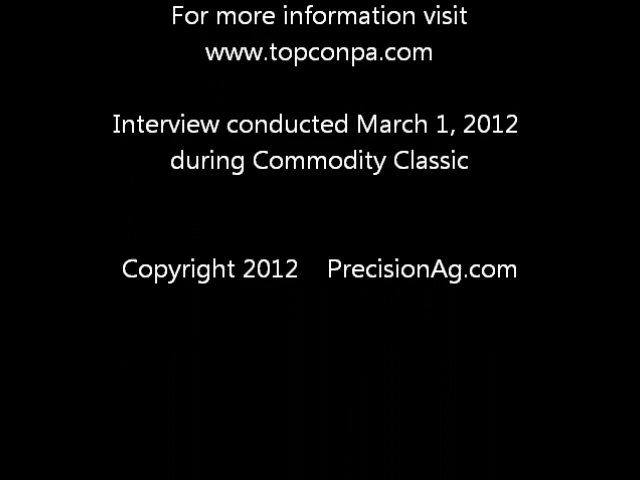 For more information visit
www.topconpa.com
Interview conducted March 1, 2012
during Commodity Classic
Copyright 2012 PrecisionAg.com